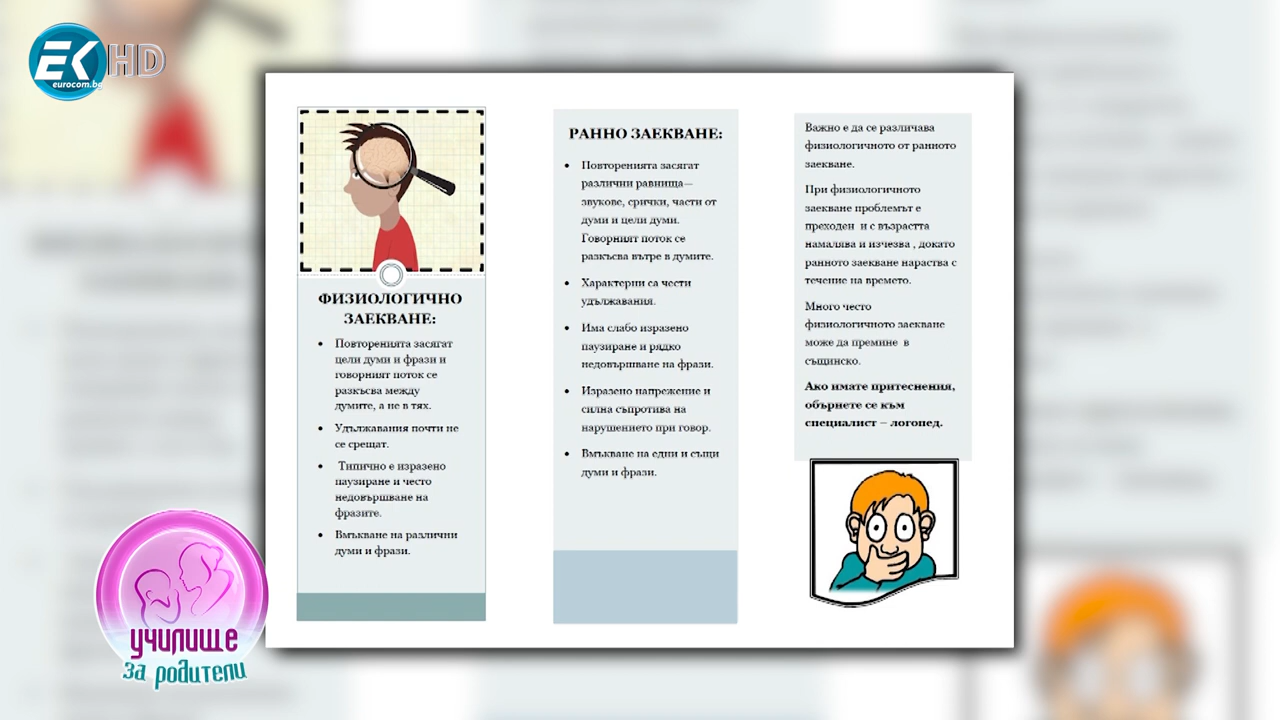 EK HD
eurocom.bg
ФИЗИОЛОГИЧНО
ЗАЕКВАНЕ:
• Повторенията засягат
цели думи и фрази и
говорният поток се
разкъсва между
думите, а не в тях.
• Удължавания почти не
се срещат.
• Типично е изразено
паузиране и често
недовършване на
фразите.
• Вмъкване на различни
думи и фрази.
РАННО ЗАЕКВАНЕ:
• Повторенията засягат
различни равнища—
звукове, срички, части от
думи и цели думи.
Говорният поток се
разкъсва вътре в думите.
• Характерни са чести
удължавания.
• Има слабо изразено
паузиране и рядко
недовършване на фрази.
• Изразено напрежение и
силна съпротива на
нарушението при говор.
• Вмъкване на едни и същи
думи и фрази.
Важно е да се различава
физиологичното от ранното
заекване.
При физиологичното
заекване проблемът е
преходен и с възрастта
намалява и изчезва , докато
ранното заекване нараства с
течение на времето.
Много често
физиологичното заекване
може да премине в
същинско.
Ако имате притеснения,
обърнете се към
специалист – логопед.
училище
за родители